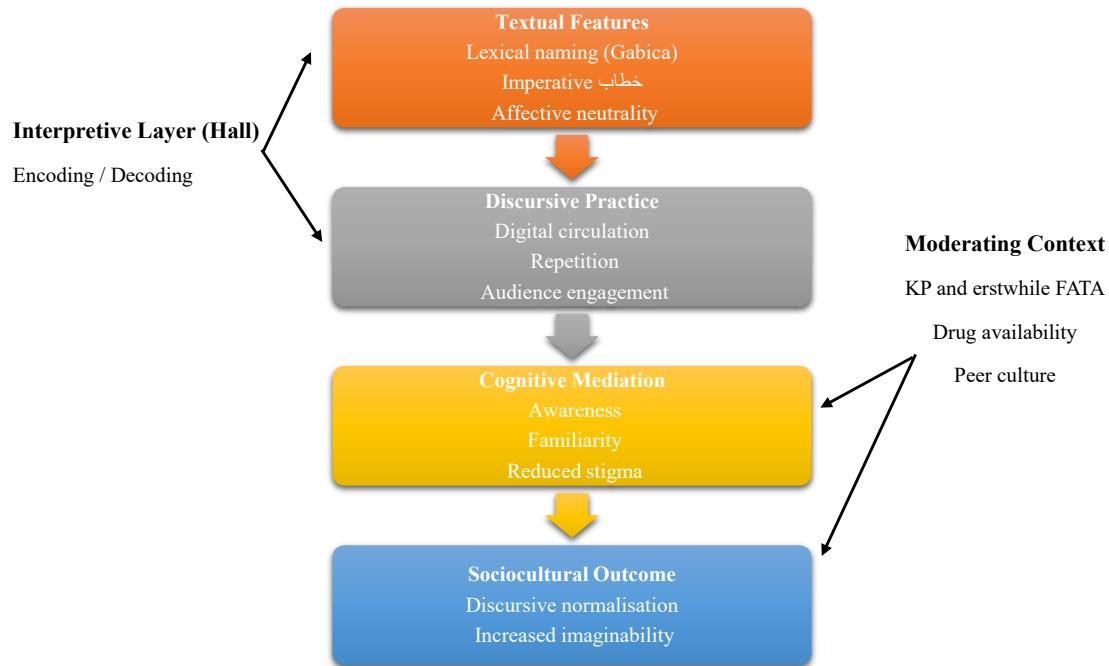 Textual Features
Lexical naming (Gabica)
Imperative خطاب
Affective neutrality
Interpretive Layer (Hall)
Encoding / Decoding
Discursive Practice
Digital circulation
Repetition
Audience engagement
Moderating Context
KP and erstwhile FATA
Drug availability
Peer culture
Cognitive Mediation
Awareness
Familiarity
Reduced stigma
Sociocultural Outcome
Discursive normalisation
Increased imaginability